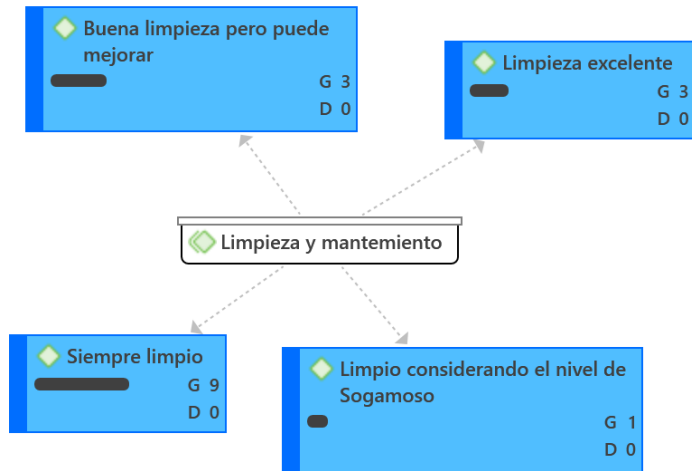 Buena limpieza pero puede
mejorar
G 3
D 0
Limpieza excelente
G 3
D 0
Limpieza y mantemiento
Siempre limpio
G 9
D 0
Limpio considerando el nivel de
Sogamoso
G 1
D 0